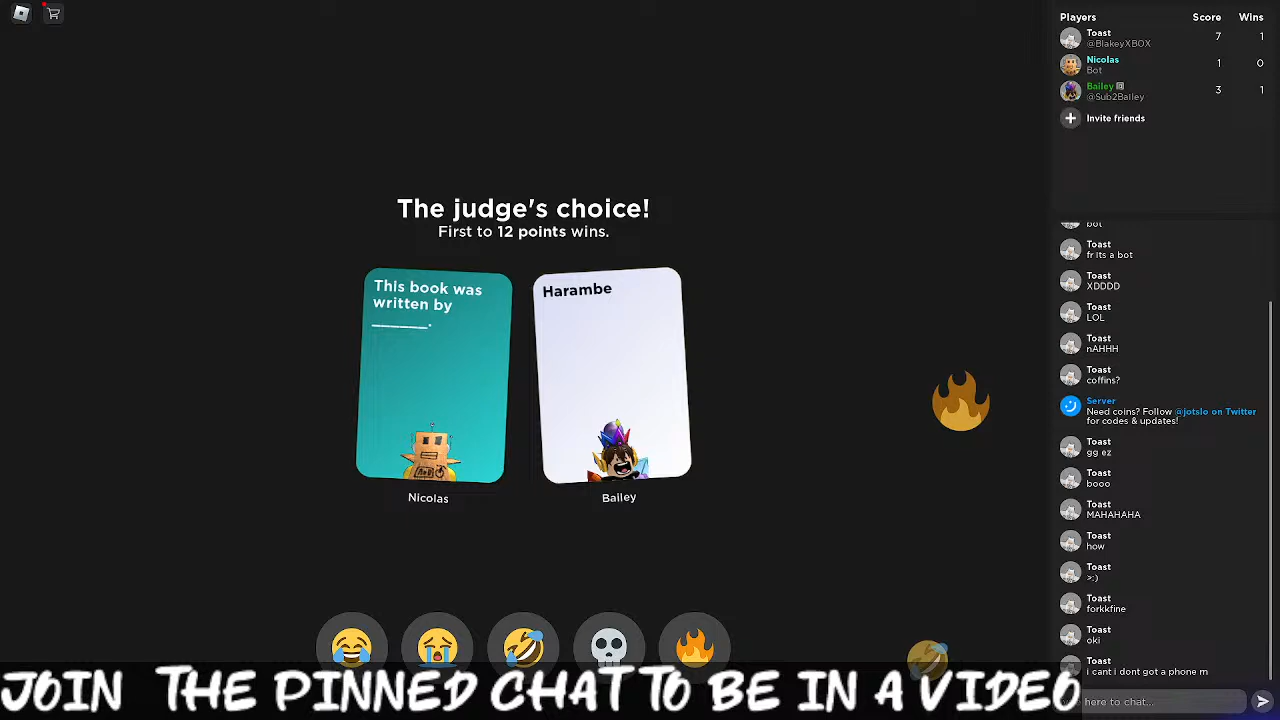 Players Score Wins
Toast 7 1
@BlakeyXBOX
Nicolas 1 0
Bot
Bailey 3 1
@Sub2Bailey
Invite friends
The judge's choice!
First to 12 points wins.
This book was
written by
______.
Harambe
Nicolas
Bailey
bot
Toast
fr its a bot
Toast
XDDDD
Toast
LOL
Toast
nAHHH
Toast
coffins?
Server
Need coins? Follow @jotslo on Twitter
for codes & updates!
Toast
gg ez
Toast
booo
Toast
MAHAHAHA
Toast
how
Toast
>:)
Toast
forkkfine
Toast
oki
Toast
i cant i dont got a phone m
here to chat...
JOIN THE PINNED CHAT TO BE IN A VIDEO